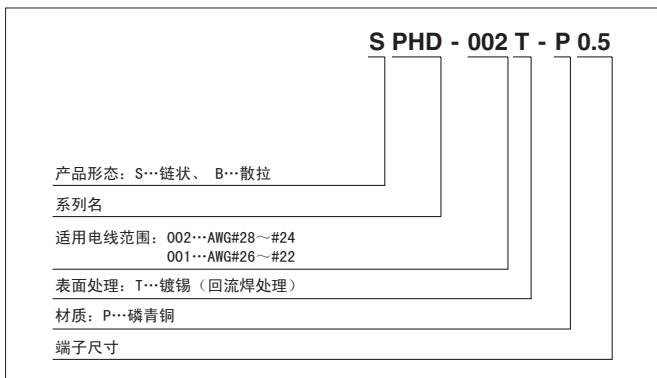 S PHD - 002 T - P 0.5
产品形态：S…链状、 B…散拉
系列名
适用电线范围：002…AWG#28～#24
001…AWG#26～#22
表面处理：T…镀锡（回流焊处理）
材质：P…磷青铜
端子尺寸